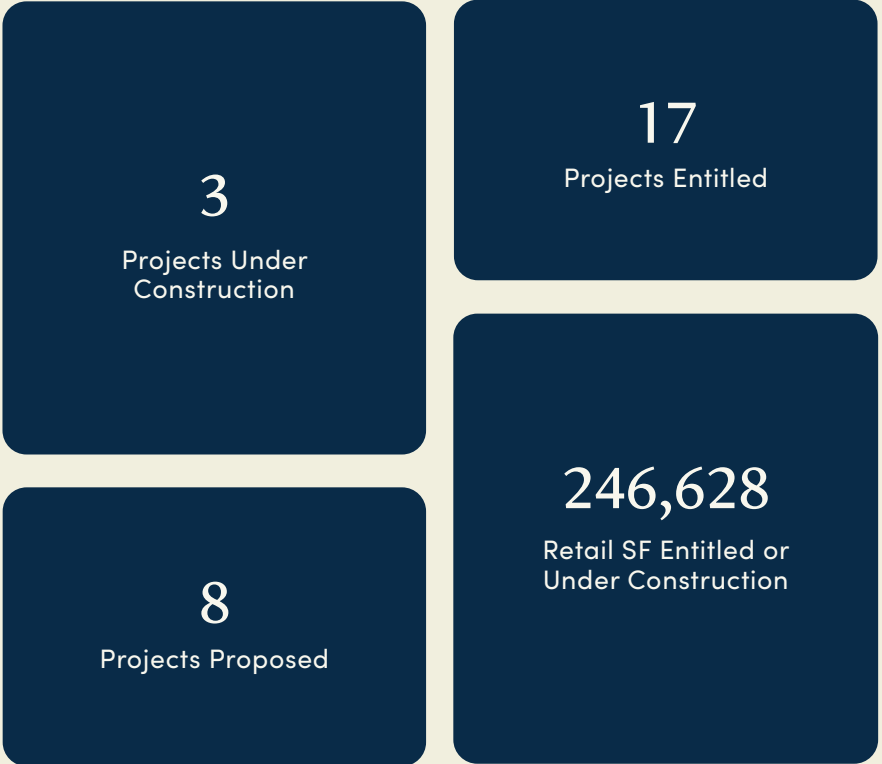 3
Projects Under
Construction
17
Projects Entitled
8
Projects Proposed
246,628
Retail SF Entitled or
Under Construction